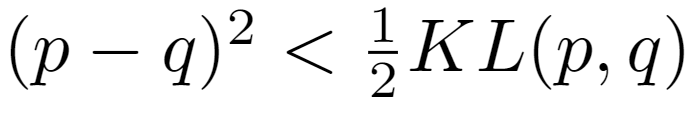 (p − q)² < ½KL(p, q)